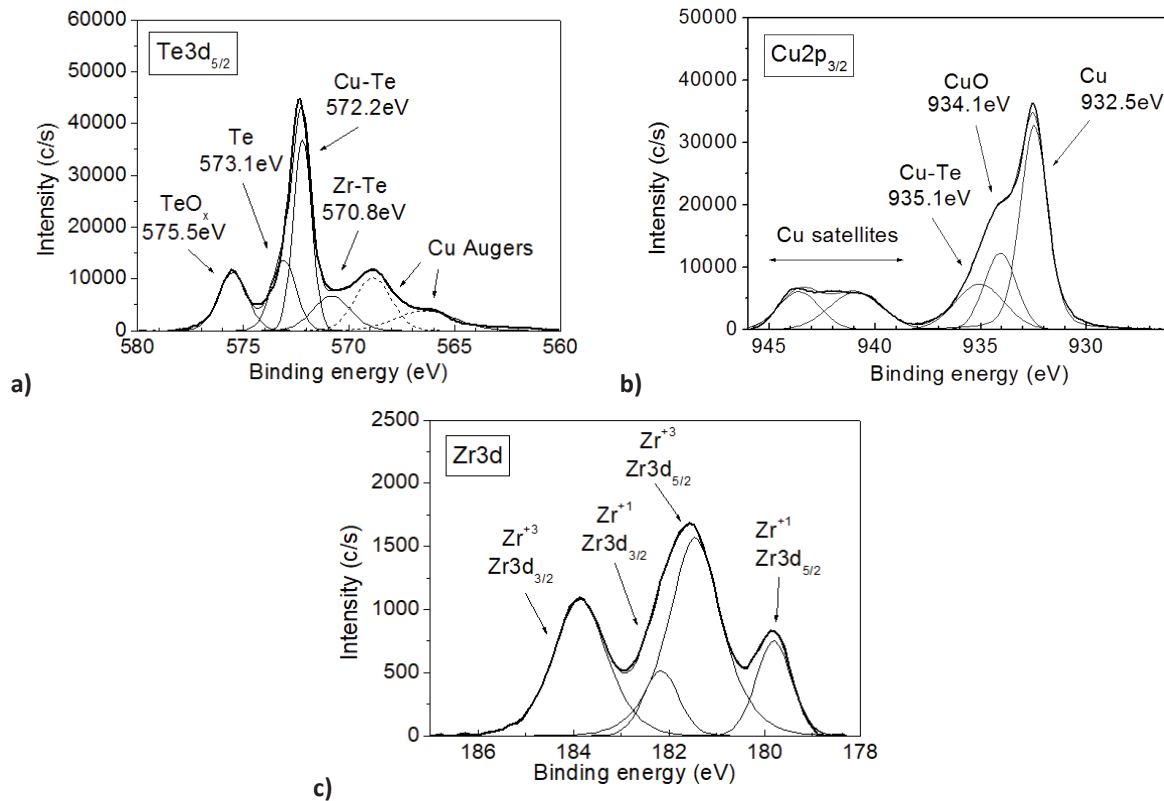 60000
50000
40000
30000
20000
10000
0
Intensity (c/s)
Te3d5/2
Cu-Te
572.2eV
Te
573.1eV
Zr-Te
570.8eV
TeOx
575.5eV
Cu Augers
580 575 570 565 560
Binding energy (eV)
a)
50000
40000
30000
20000
10000
0
Intensity (c/s)
Cu2p3/2
CuO
934.1eV
Cu
932.5eV
Cu-Te
935.1eV
Cu satellites
945 940 935 930
Binding energy (eV)
b)
2500
2000
1500
1000
500
0
Intensity (c/s)
Zr3d
Zr+3
Zr3d5/2
Zr+1
Zr3d3/2
Zr+3
Zr3d3/2
Zr+1
Zr3d5/2
186 184 182 180 178
Binding energy (eV)
c)